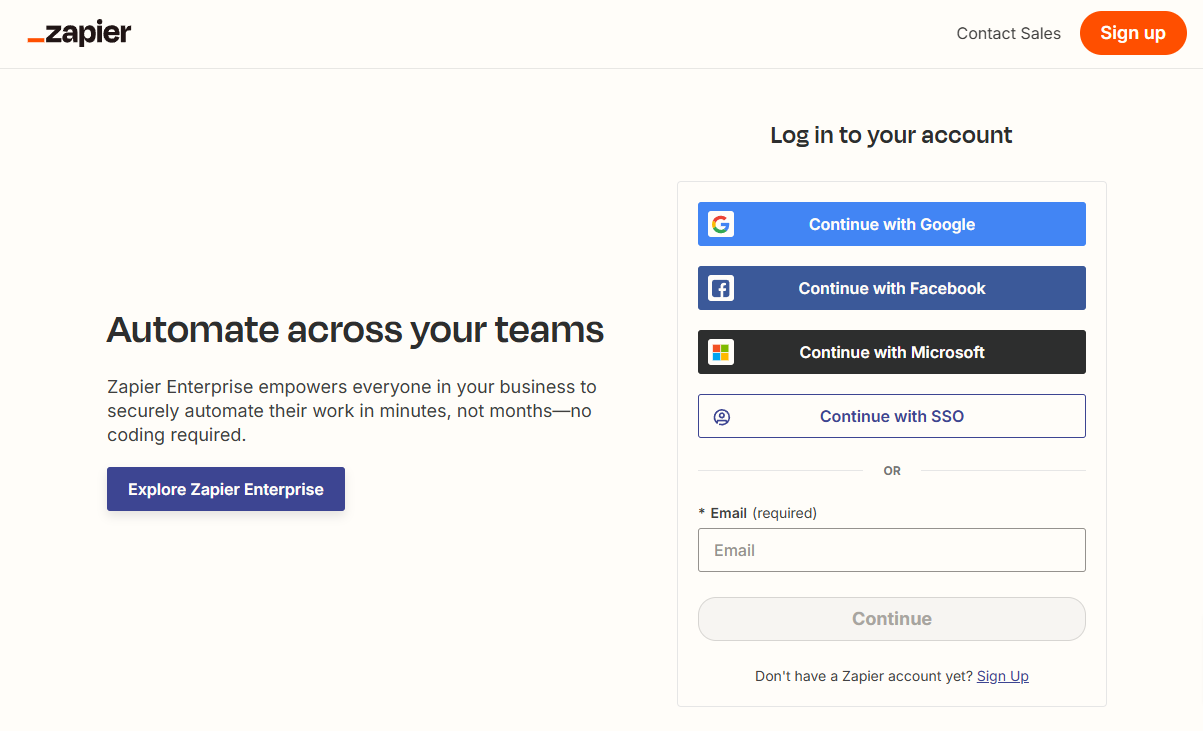 zapier
Contact Sales
Sign up
Log in to your account
Continue with Google
Continue with Facebook
Continue with Microsoft
Continue with SSO
OR
* Email (required)
Email
Continue
Don't have a Zapier account yet? Sign Up
Automate across your teams
Zapier Enterprise empowers everyone in your business to
securely automate their work in minutes, not months—no
coding required.
Explore Zapier Enterprise